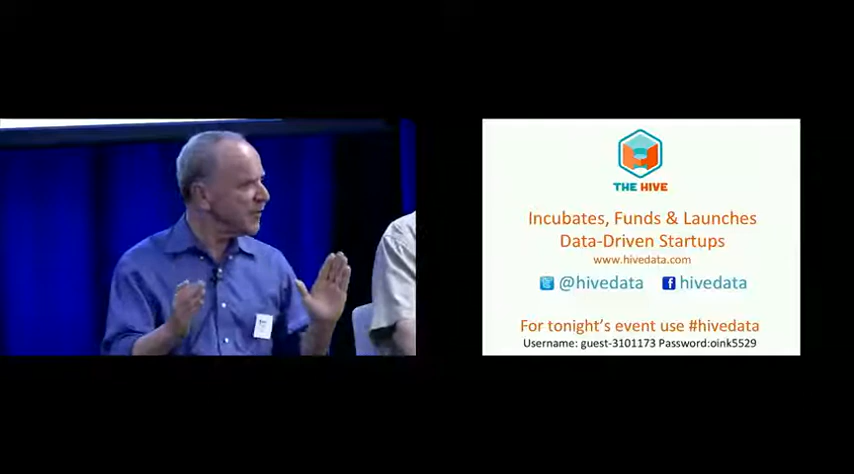 THE HIVE
Incubates, Funds & Launches
Data-Driven Startups
www.hivedata.com
@hivedata hivedata
For tonight's event use #hivedata
Username: guest-3101173 Password:oink5529